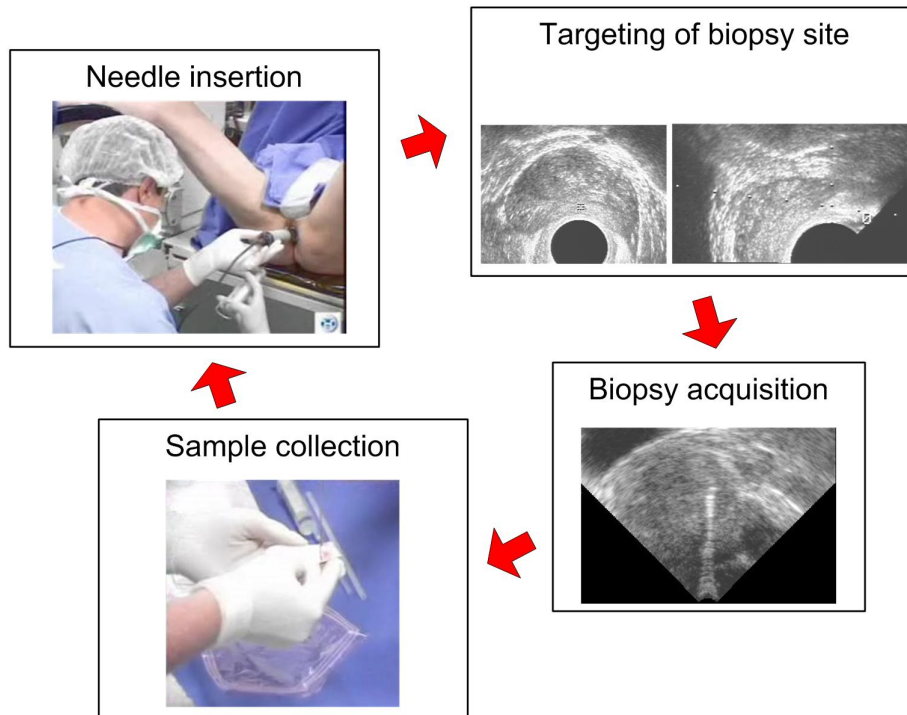 Needle insertion
Targeting of biopsy site
Biopsy acquisition
Sample collection